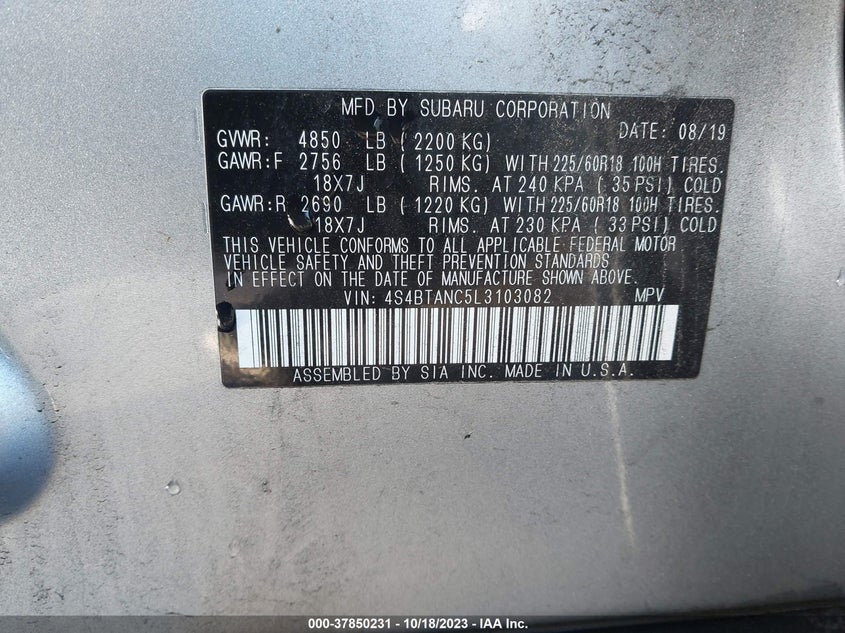 MFD BY SUBARU CORPORATION
DATE: 08/19
GVWR: 4850 LB (2200 KG)
GAWR:F 2756 LB (1250 KG) WITH 225/60R18 100H TIRES.
18X7J RIMS. AT 240 KPA (.35 PSI) COLD
GAWR:R 2690 LB (1220 KG) WITH 225/60R18 100H TIRES.
18X7J RIMS. AT 230 KPA (33 PSI) COLD
THIS VEHICLE CONFORMS TO ALL APPLICABLE FEDERAL MOTOR
VEHICLE SAFETY AND THEFT PREVENTION STANDARDS
IN EFFECT ON THE DATE OF MANUFACTURE SHOWN ABOVE.
VIN: 4S4BTANC5L3103082 MPV
ASSEMBLED BY SIA INC. MADE IN U.S.A.
000-37850231 - 10/18/2023 - IAA Inc.